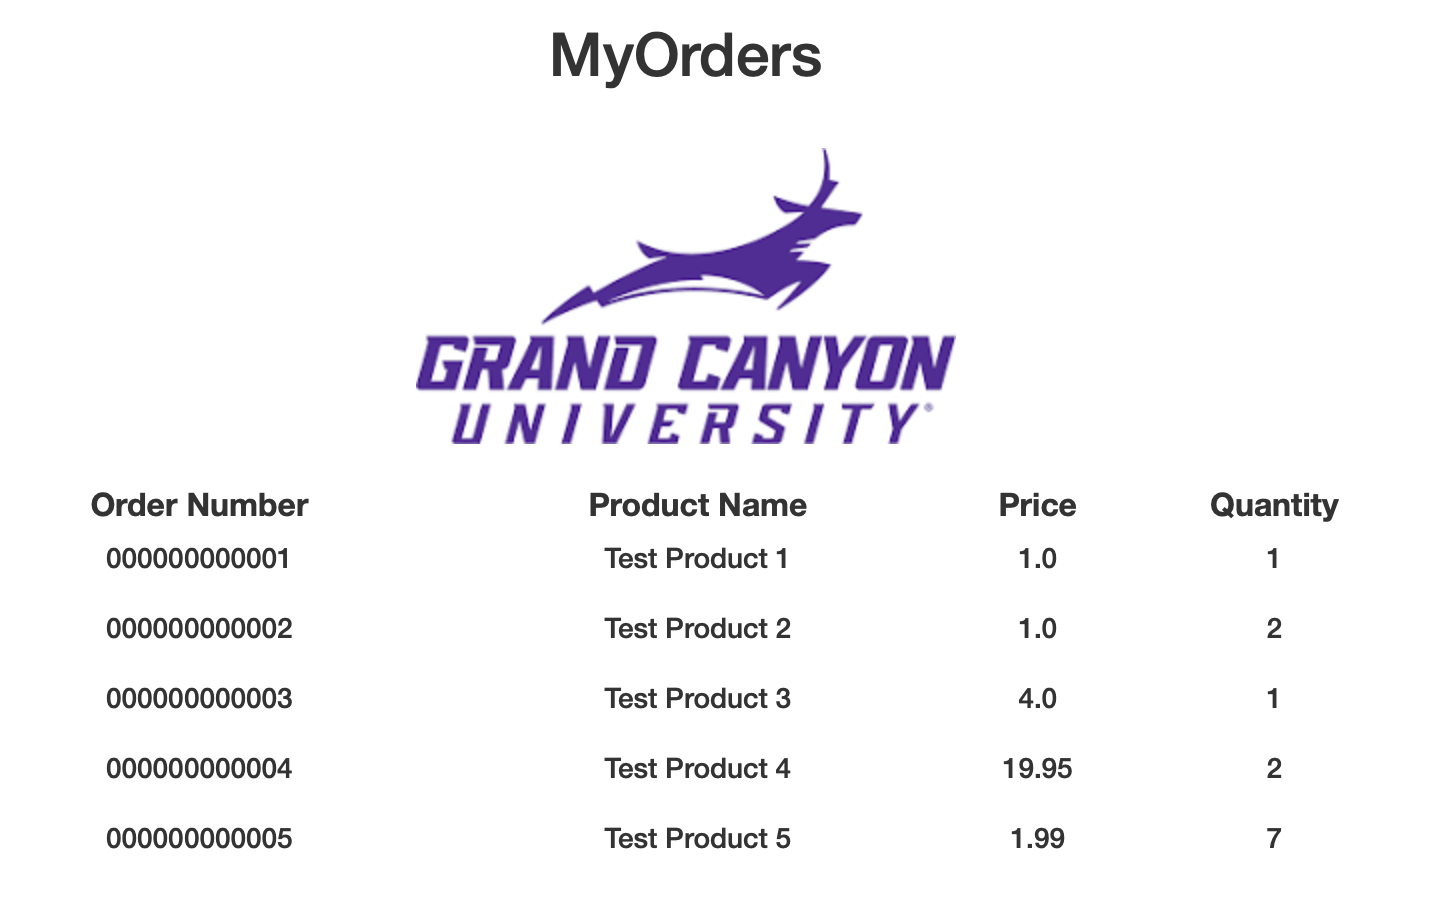 MyOrders
GRAND CANYON
UNIVERSITY®
Order Number Product Name Price Quantity
000000000001 Test Product 1 1.0 1
000000000002 Test Product 2 1.0 2
000000000003 Test Product 3 4.0 1
000000000004 Test Product 4 19.95 2
000000000005 Test Product 5 1.99 7